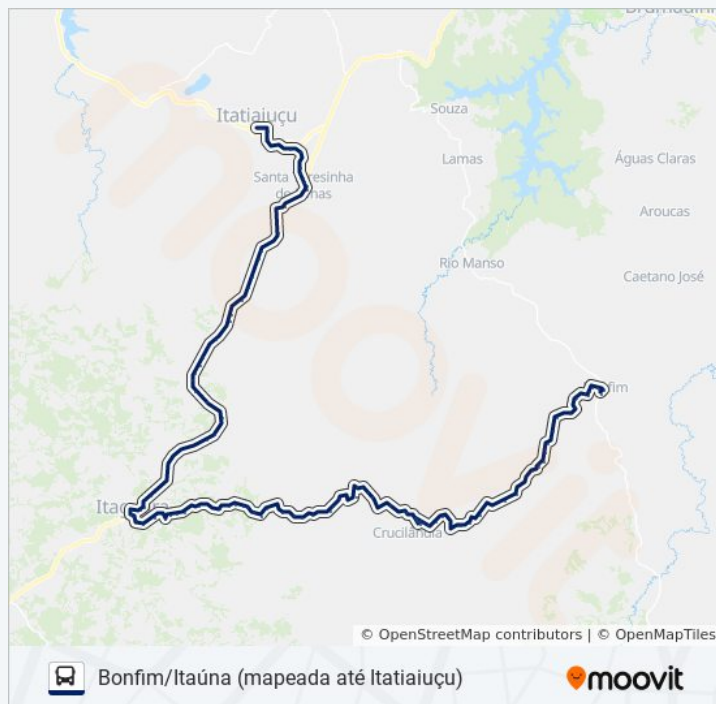 Itatiaiuçu
Souza
Lamas
Águas Claras
Aroucas
Rio Manso
Caetano José
Crucilândia
© OpenStreetMap contributors | © OpenMapTiles
Bonfim/Itaúna (mapeada até Itatiaiuçu)
moovit